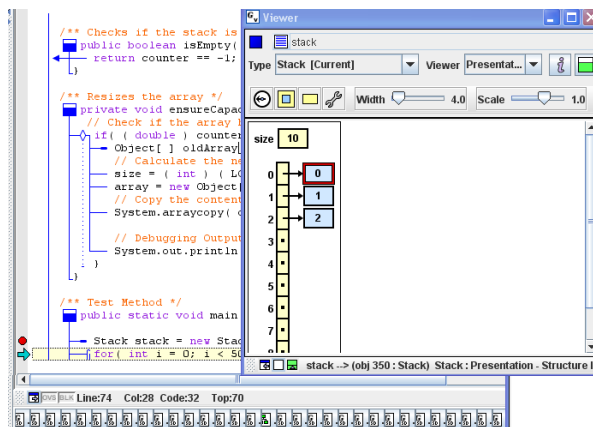 /** Checks if the stack is
public boolean isEmpty(
return counter == -1;
}
/** Resizes the array */
private void ensureCapac
// Check if the array
if( ( double ) counter
Object[ ] oldArray
// Calculate the ne
size = ( int ) ( LO
array = new Object[
// Copy the content
System.arraycopy(
// Debugging Output
System.out.println
}
}
/** Test Method */
public static void main
Stack stack = new Stac
for( int i = 0; i < 50
OVS BLK Line:74 Col:28 Code:32 Top:70
Viewer
stack
Type Stack [Current] Viewer Presentat...
Width 4.0 Scale 1.0
size 10
0 0
1 1
2 2
3
4
5
6
7
stack --> (obj 350 : Stack) Stack : Presentation - Structure I